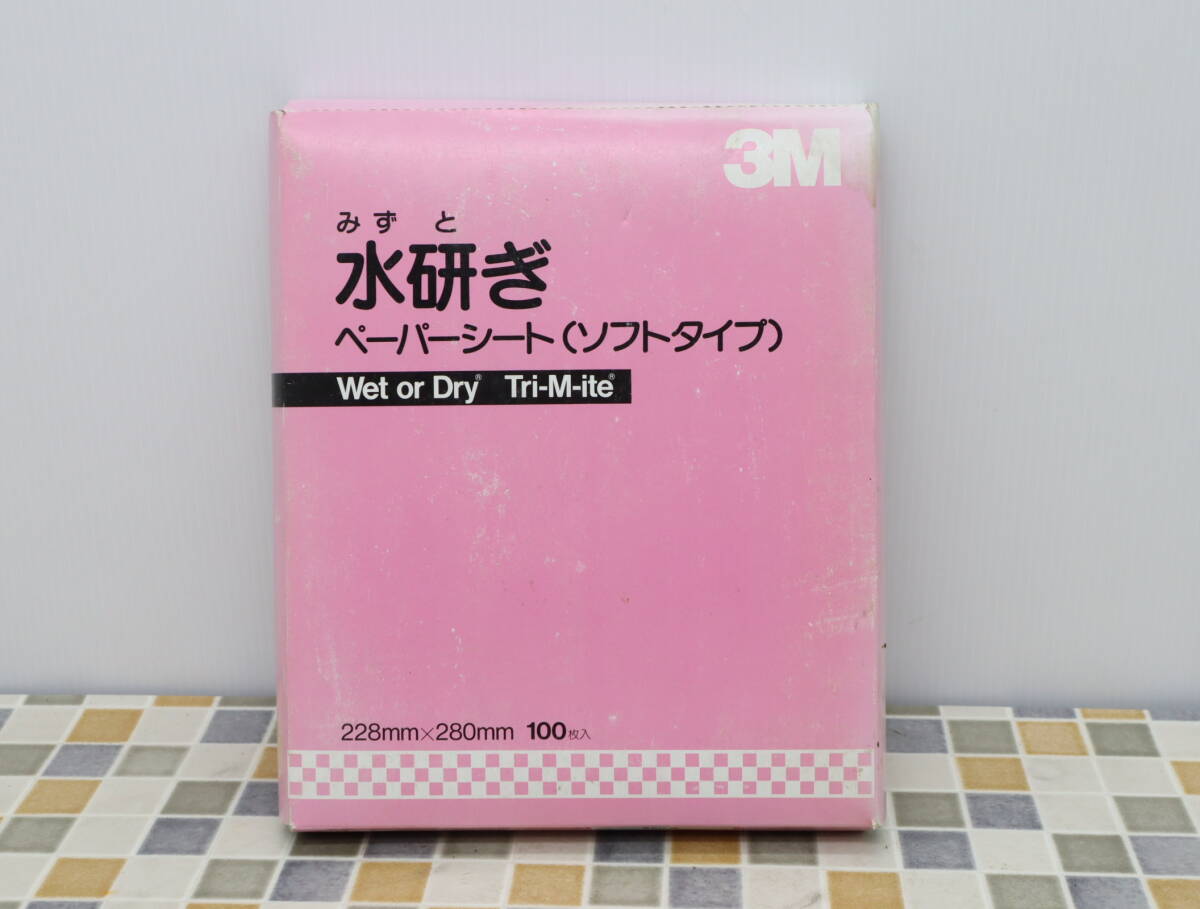 3M
みず と
水研ぎ
ペーパーシート(ソフトタイプ)
Wet or Dry® Tri-M-ite®
228mm×280mm 100枚入